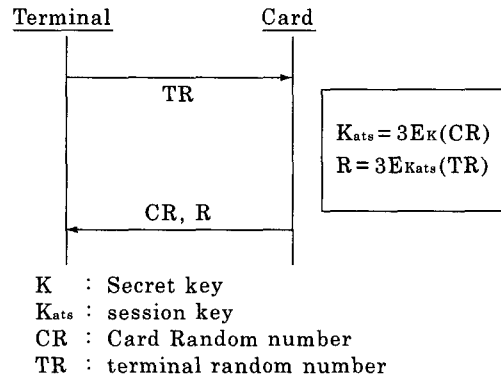 Terminal Card
TR
Kats = 3EK(CR)
R = 3EKats(TR)
CR, R
K : Secret key
Kats : session key
CR : Card Random number
TR : terminal random number